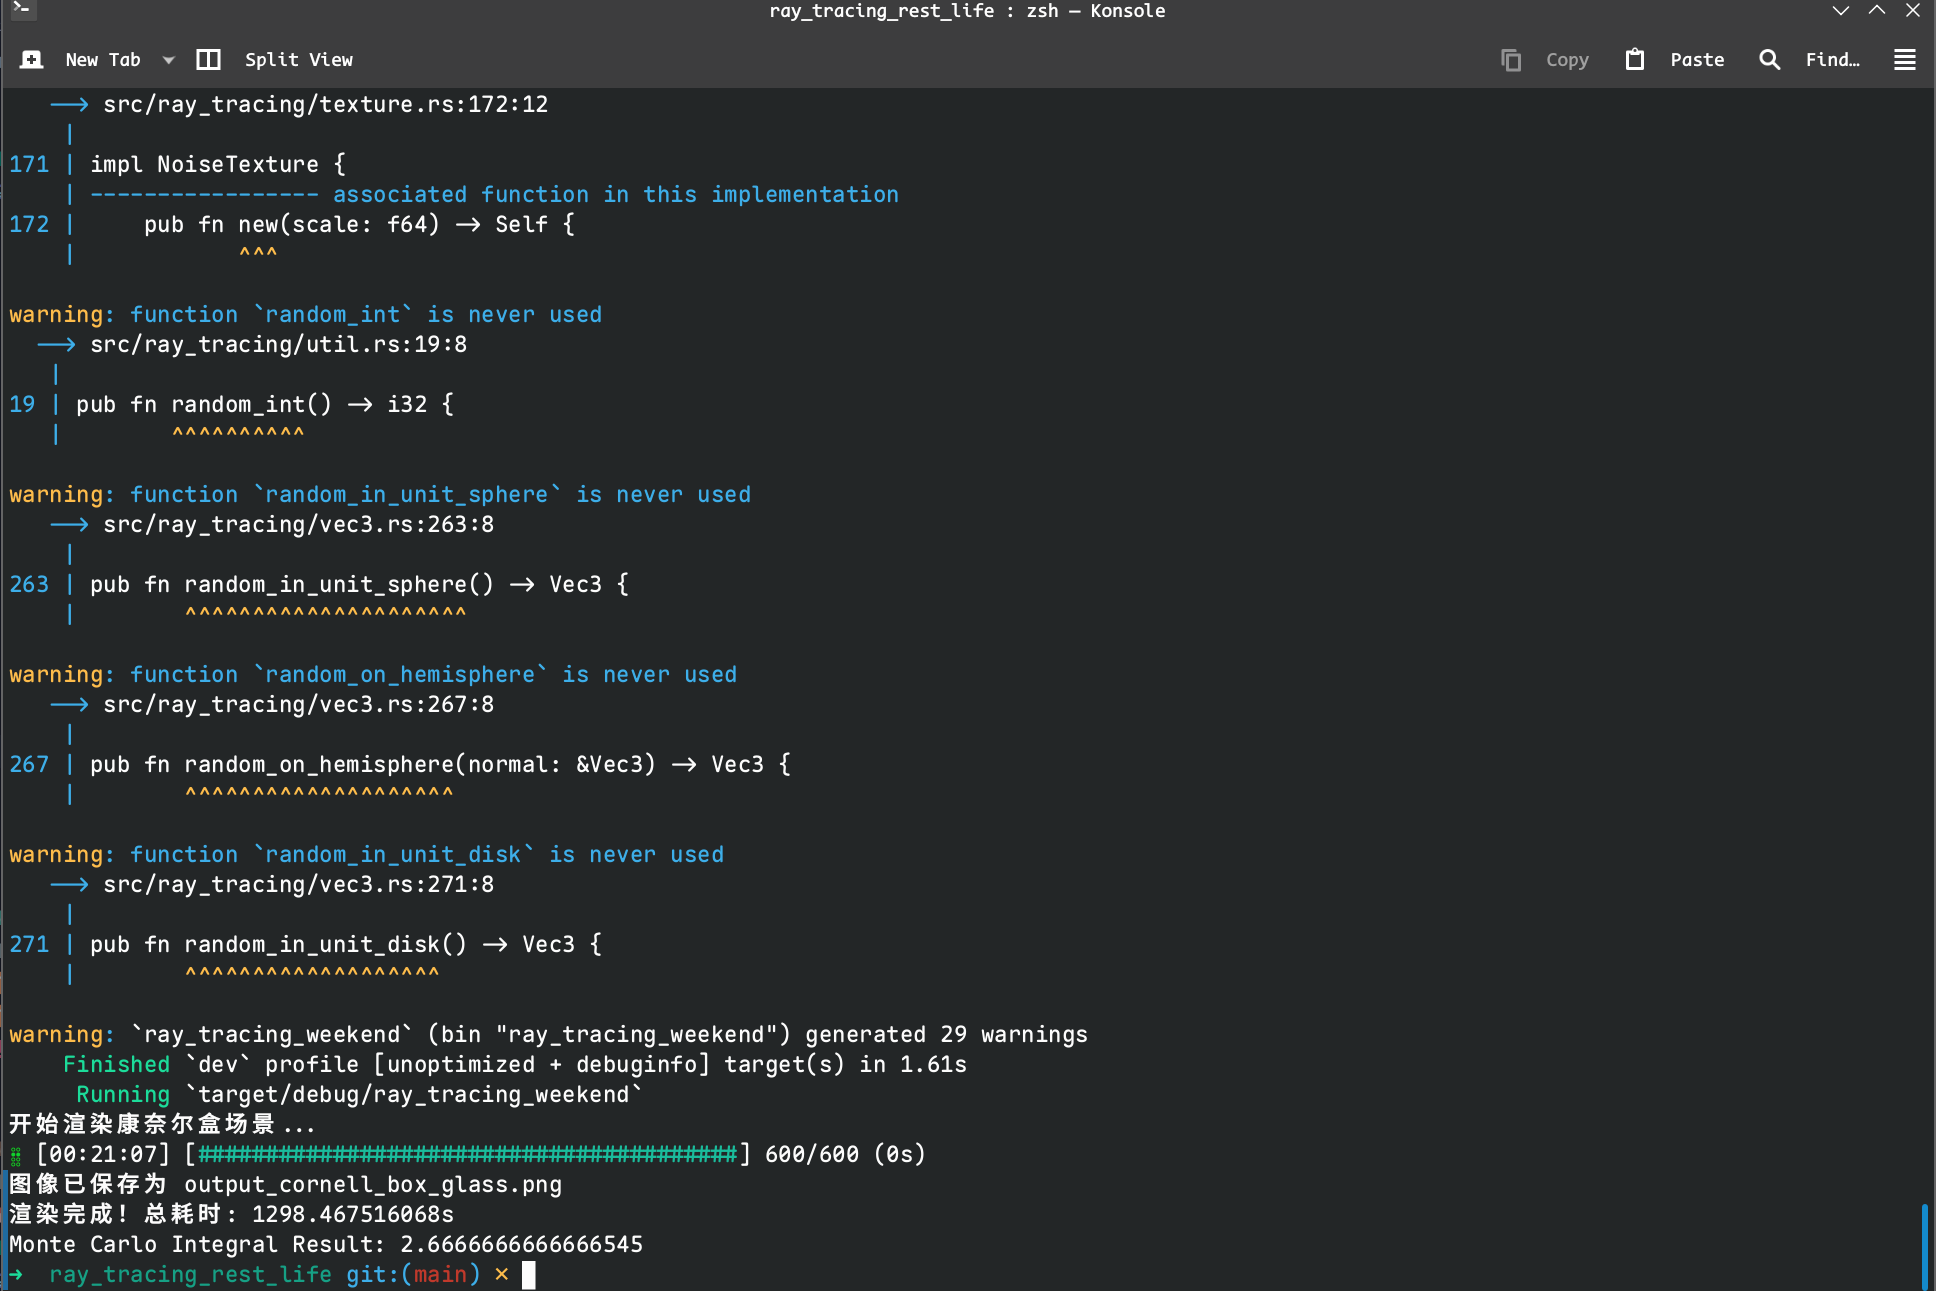 ray_tracing_rest_life : zsh — Konsole
New Tab Split View Copy Paste Find…
--> src/ray_tracing/texture.rs:172:12
|
171 | impl NoiseTexture {
| ----------------- associated function in this implementation
172 |     pub fn new(scale: f64) -> Self {
|            ^^^
warning: function `random_int` is never used
--> src/ray_tracing/util.rs:19:8
|
19 | pub fn random_int() -> i32 {
|        ^^^^^^^^^^
warning: function `random_in_unit_sphere` is never used
--> src/ray_tracing/vec3.rs:263:8
|
263 | pub fn random_in_unit_sphere() -> Vec3 {
|        ^^^^^^^^^^^^^^^^^^^^^
warning: function `random_on_hemisphere` is never used
--> src/ray_tracing/vec3.rs:267:8
|
267 | pub fn random_on_hemisphere(normal: &Vec3) -> Vec3 {
|        ^^^^^^^^^^^^^^^^^^^^
warning: function `random_in_unit_disk` is never used
--> src/ray_tracing/vec3.rs:271:8
|
271 | pub fn random_in_unit_disk() -> Vec3 {
|        ^^^^^^^^^^^^^^^^^^^
warning: `ray_tracing_weekend` (bin "ray_tracing_weekend") generated 29 warnings
Finished `dev` profile [unoptimized + debuginfo] target(s) in 1.61s
Running `target/debug/ray_tracing_weekend`
开始渲染康奈尔盒场景...
⣿ [00:21:07] [########################################] 600/600 (0s)
图像已保存为 output_cornell_box_glass.png
渲染完成! 总耗时: 1298.467516068s
Monte Carlo Integral Result: 2.6666666666666545
➜ ray_tracing_rest_life git:(main) ✗